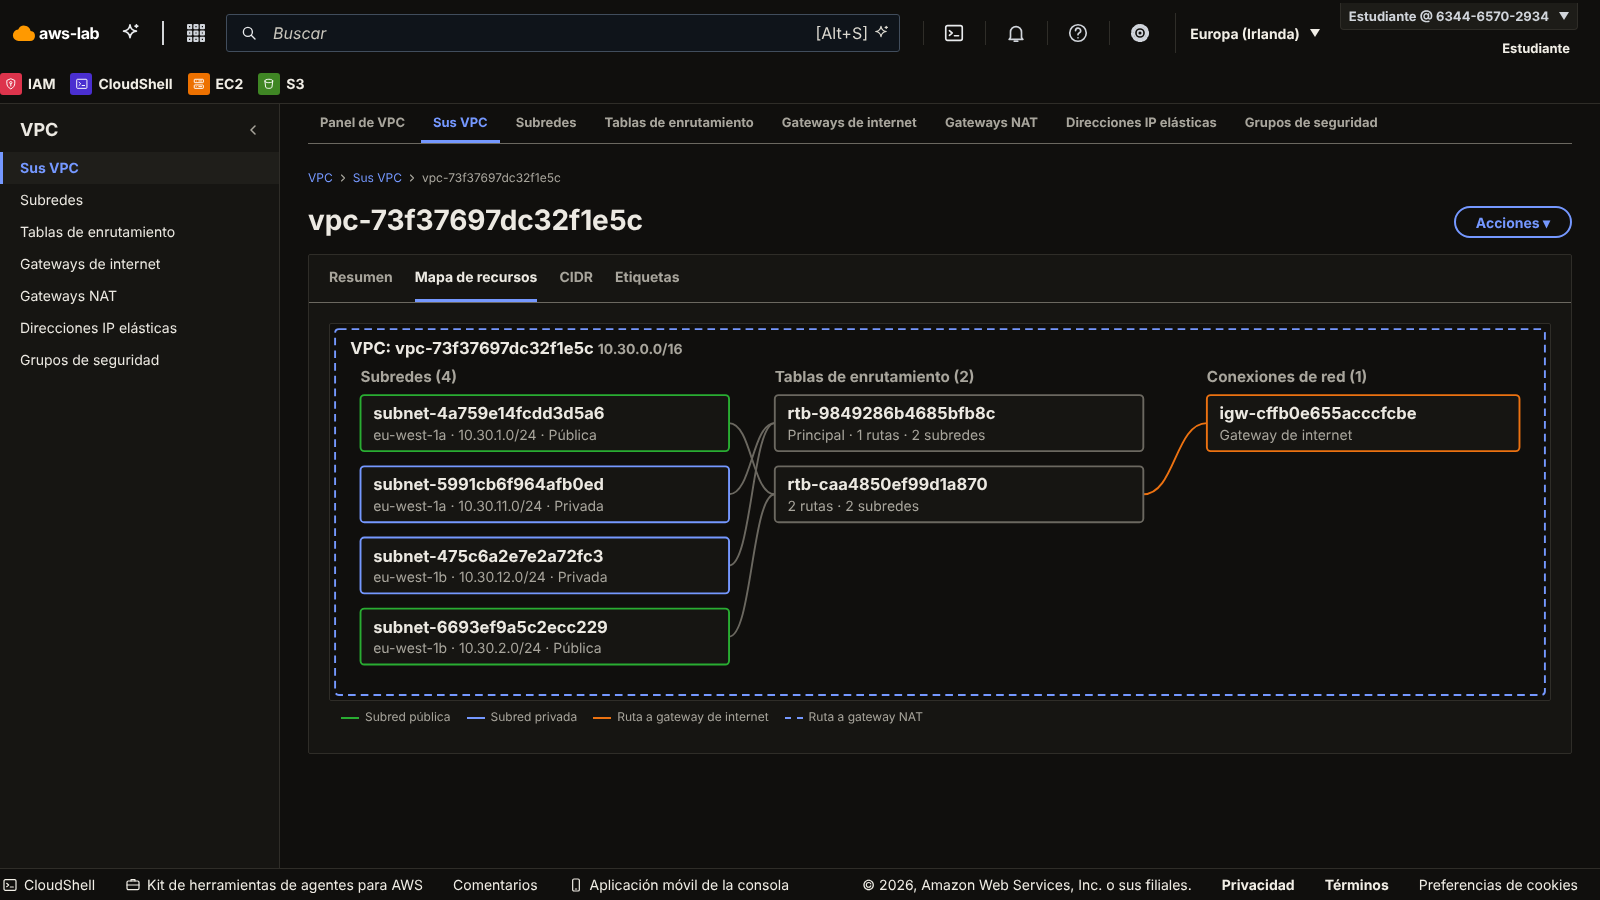 aws-lab
Buscar
[Alt+S]
Europa (Irlanda) ▼
Estudiante @ 6344-6570-2934 ▼
Estudiante
IAM
CloudShell
EC2
S3
VPC
Sus VPC
Subredes
Tablas de enrutamiento
Gateways de internet
Gateways NAT
Direcciones IP elásticas
Grupos de seguridad
Panel de VPC
Sus VPC
Subredes
Tablas de enrutamiento
Gateways de internet
Gateways NAT
Direcciones IP elásticas
Grupos de seguridad
VPC > Sus VPC > vpc-73f37697dc32f1e5c
vpc-73f37697dc32f1e5c
Acciones ▾
Resumen
Mapa de recursos
CIDR
Etiquetas
VPC: vpc-73f37697dc32f1e5c 10.30.0.0/16
Subredes (4)
subnet-4a759e14fcdd3d5a6
eu-west-1a · 10.30.1.0/24 · Pública
subnet-5991cb6f964afb0ed
eu-west-1a · 10.30.11.0/24 · Privada
subnet-475c6a2e7e2a72fc3
eu-west-1b · 10.30.12.0/24 · Privada
subnet-6693ef9a5c2ecc229
eu-west-1b · 10.30.2.0/24 · Pública
Tablas de enrutamiento (2)
rtb-9849286b4685bfb8c
Principal · 1 rutas · 2 subredes
rtb-caa4850ef99d1a870
2 rutas · 2 subredes
Conexiones de red (1)
igw-cffb0e655acccfcbe
Gateway de internet
Subred pública
Subred privada
Ruta a gateway de internet
Ruta a gateway NAT
CloudShell
Kit de herramientas de agentes para AWS
Comentarios
Aplicación móvil de la consola
© 2026, Amazon Web Services, Inc. o sus filiales.
Privacidad
Términos
Preferencias de cookies